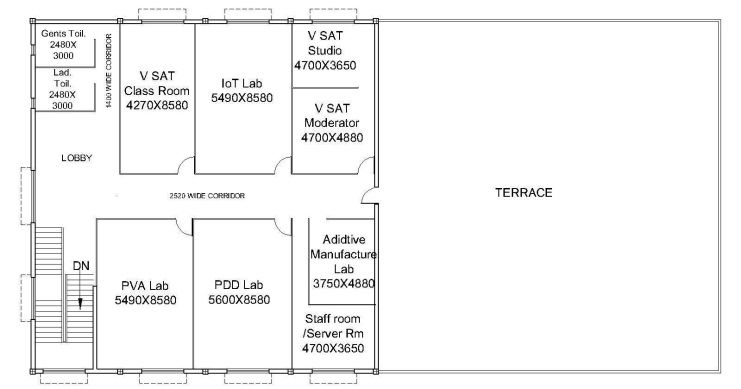 Gents Toil.
2480X
3000
Lad.
Toil.
2480X
3000
1400 WIDE CORRIDOR
V SAT
Class Room
4270X8580
IoT Lab
5490X8580
V SAT
Studio
4700X3650
V SAT
Moderator
4700X4880
LOBBY
2520 WIDE CORRIDOR
TERRACE
DN
PVA Lab
5490X8580
PDD Lab
5600X8580
Adidtive
Manufacture
Lab
3750X4880
Staff room
/Server Rm
4700X3650